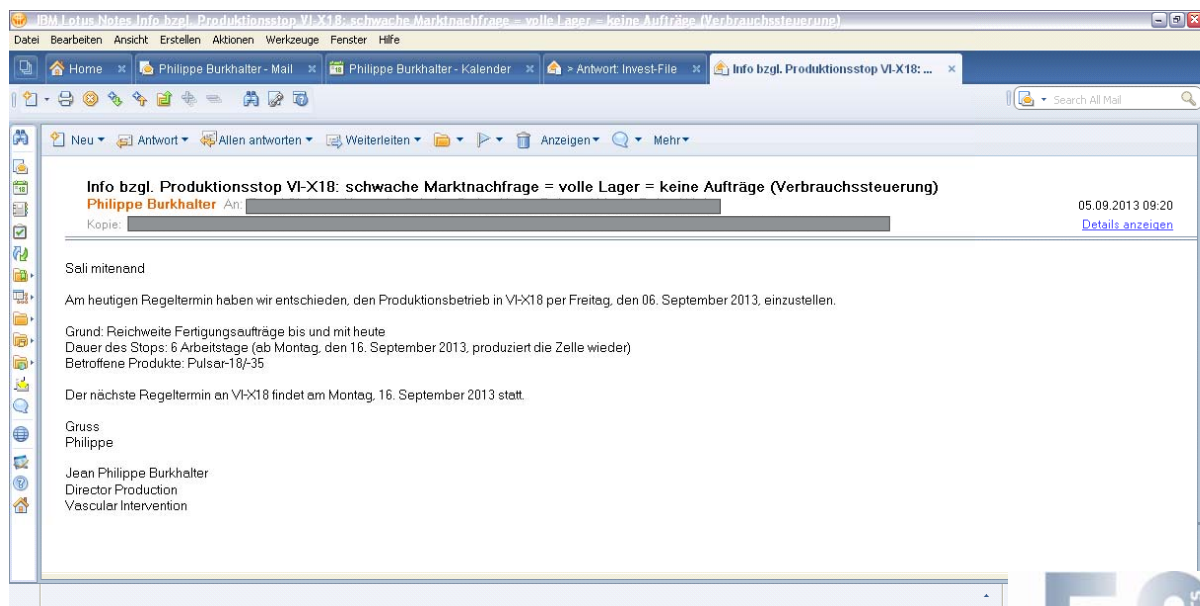 IBM Lotus Notes Info bzgl. Produktionsstop VI-X18: schwache Marktnachfrage = volle Lager = keine Aufträge (Verbrauchssteuerung)
Datei Bearbeiten Ansicht Erstellen Aktionen Werkzeuge Fenster Hilfe
Home Philippe Burkhalter - Mail Philippe Burkhalter - Kalender > Antwort: Invest-File Info bzgl. Produktionsstop VI-X18: ...
Search All Mail
Neu Antwort Allen antworten Weiterleiten Anzeigen Mehr
Info bzgl. Produktionsstop VI-X18: schwache Marktnachfrage = volle Lager = keine Aufträge (Verbrauchssteuerung)
Philippe Burkhalter An: 05.09.2013 09:20
Kopie: Details anzeigen
Sali mitenand
Am heutigen Regeltermin haben wir entschieden, den Produktionsbetrieb in VI-X18 per Freitag, den 06. September 2013, einzustellen.
Grund: Reichweite Fertigungsaufträge bis und mit heute
Dauer des Stops: 6 Arbeitstage (ab Montag, den 16. September 2013, produziert die Zelle wieder)
Betroffene Produkte: Pulsar-18/-35
Der nächste Regeltermin an VI-X18 findet am Montag, 16. September 2013 statt.
Gruss
Philippe
Jean Philippe Burkhalter
Director Production
Vascular Intervention